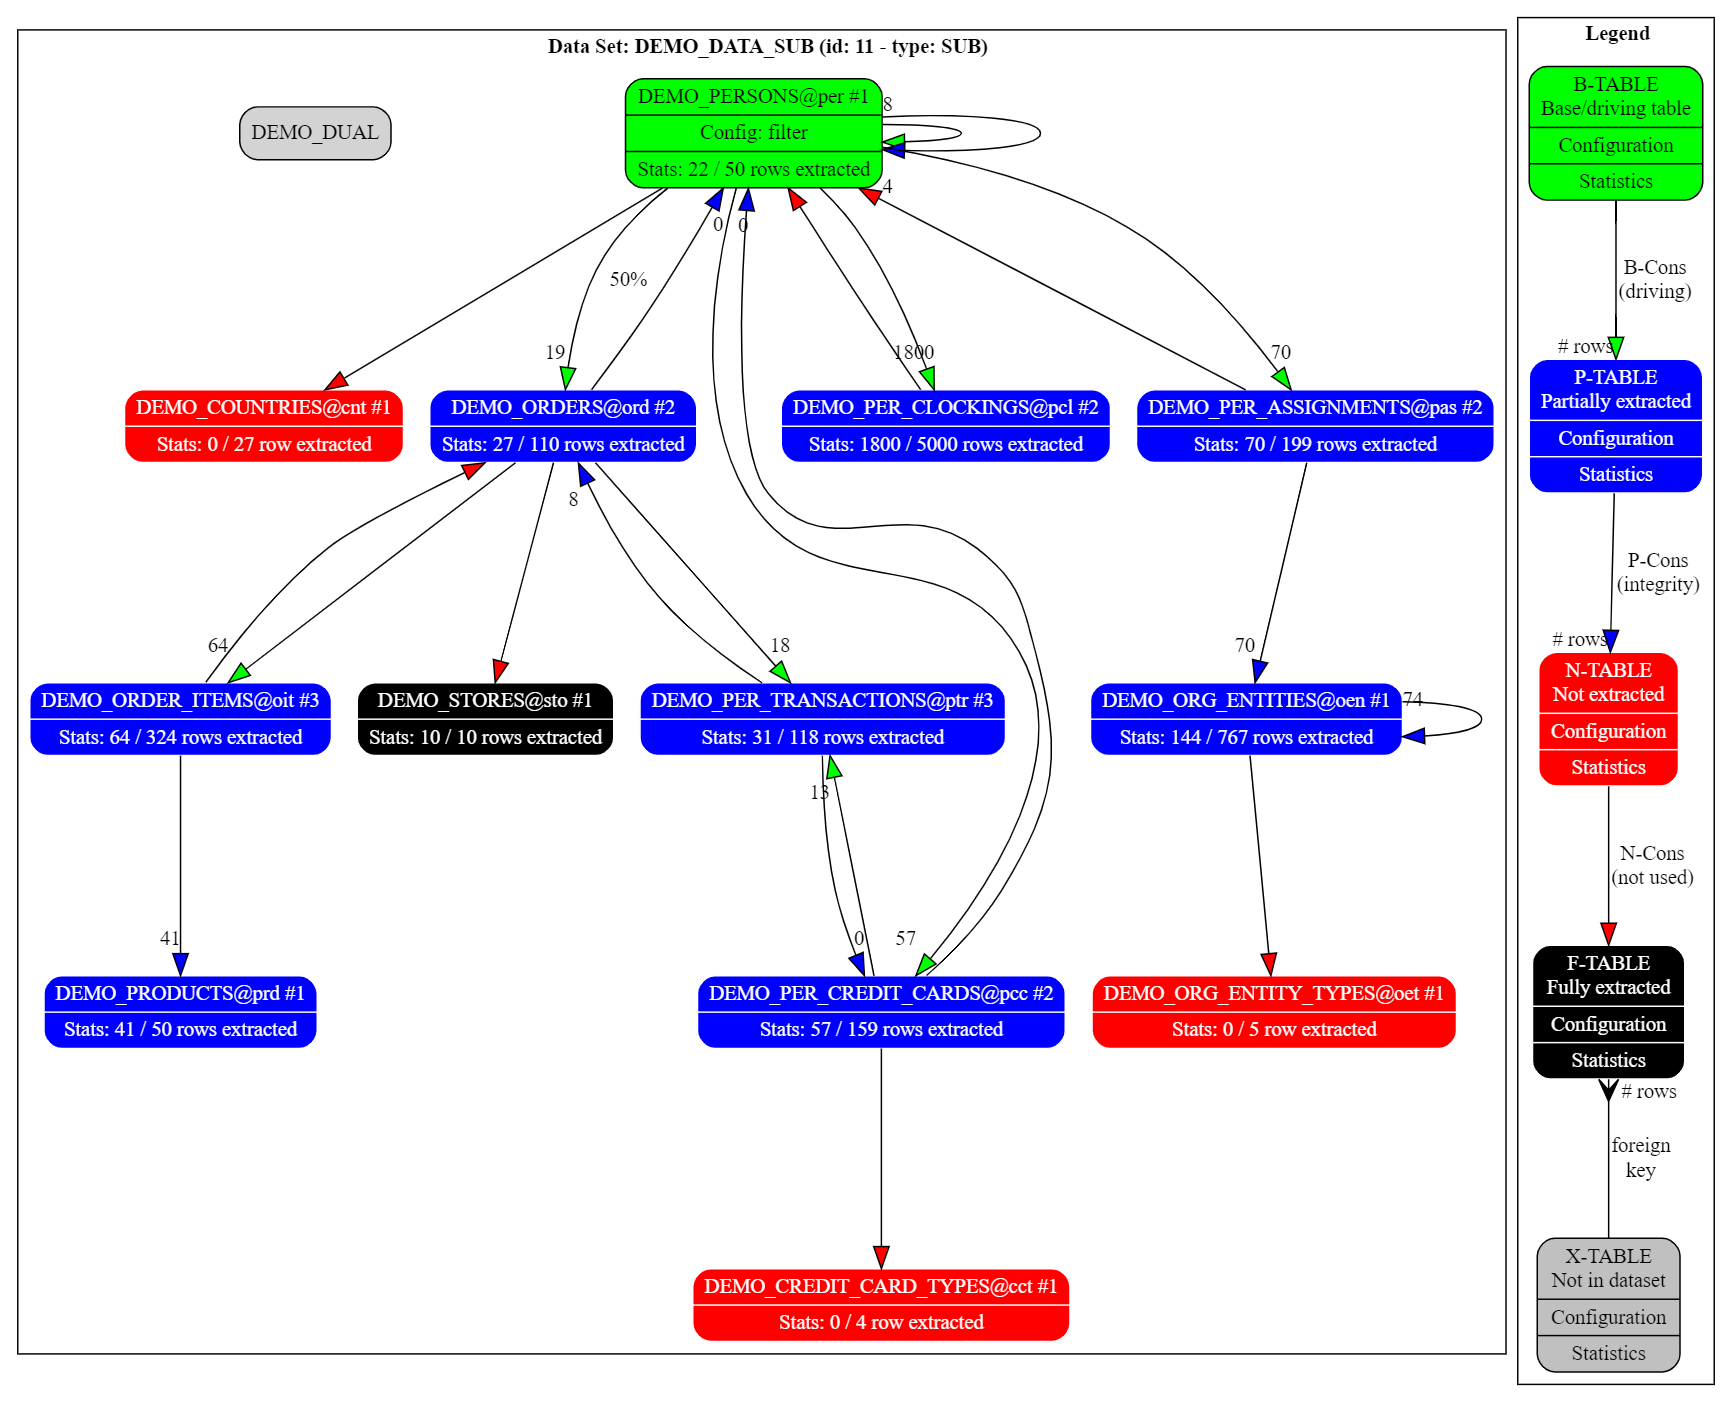 Data Set: DEMO_DATA_SUB (id: 11 - type: SUB)
DEMO_DUAL
DEMO_PERSONS@per #1
Config: filter
Stats: 22 / 50 rows extracted
8
4
0
0
50%
19
1800
70
DEMO_COUNTRIES@cnt #1
Stats: 0 / 27 row extracted
DEMO_ORDERS@ord #2
Stats: 27 / 110 rows extracted
DEMO_PER_CLOCKINGS@pcl #2
Stats: 1800 / 5000 rows extracted
DEMO_PER_ASSIGNMENTS@pas #2
Stats: 70 / 199 rows extracted
8
64
18
70
DEMO_ORDER_ITEMS@oit #3
Stats: 64 / 324 rows extracted
DEMO_STORES@sto #1
Stats: 10 / 10 rows extracted
DEMO_PER_TRANSACTIONS@ptr #3
Stats: 31 / 118 rows extracted
DEMO_ORG_ENTITIES@oen #1
Stats: 144 / 767 rows extracted
74
13
41
0
57
DEMO_PRODUCTS@prd #1
Stats: 41 / 50 rows extracted
DEMO_PER_CREDIT_CARDS@pcc #2
Stats: 57 / 159 rows extracted
DEMO_ORG_ENTITY_TYPES@oet #1
Stats: 0 / 5 row extracted
DEMO_CREDIT_CARD_TYPES@cct #1
Stats: 0 / 4 row extracted
Legend
B-TABLE
Base/driving table
Configuration
Statistics
B-Cons
(driving)
# rows
P-TABLE
Partially extracted
Configuration
Statistics
P-Cons
(integrity)
# rows
N-TABLE
Not extracted
Configuration
Statistics
N-Cons
(not used)
F-TABLE
Fully extracted
Configuration
Statistics
# rows
foreign
key
X-TABLE
Not in dataset
Configuration
Statistics